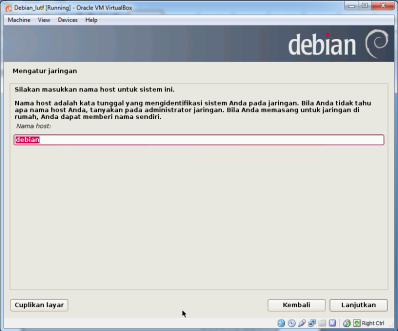 Debian_lutf [Running] - Oracle VM VirtualBox
Machine View Devices Help
debian
Mengatur jaringan
Silakan masukkan nama host untuk sistem ini.
Nama host adalah kata tunggal yang mengidentifikasi sistem Anda pada jaringan. Bila Anda tidak tahu
apa nama host Anda, tanyakan pada administrator jaringan. Bila Anda memasang untuk jaringan di
rumah, Anda dapat memberi nama sendiri.
Nama host:
debian
Cuplikan layar
Kembali
Lanjutkan
Right Ctrl